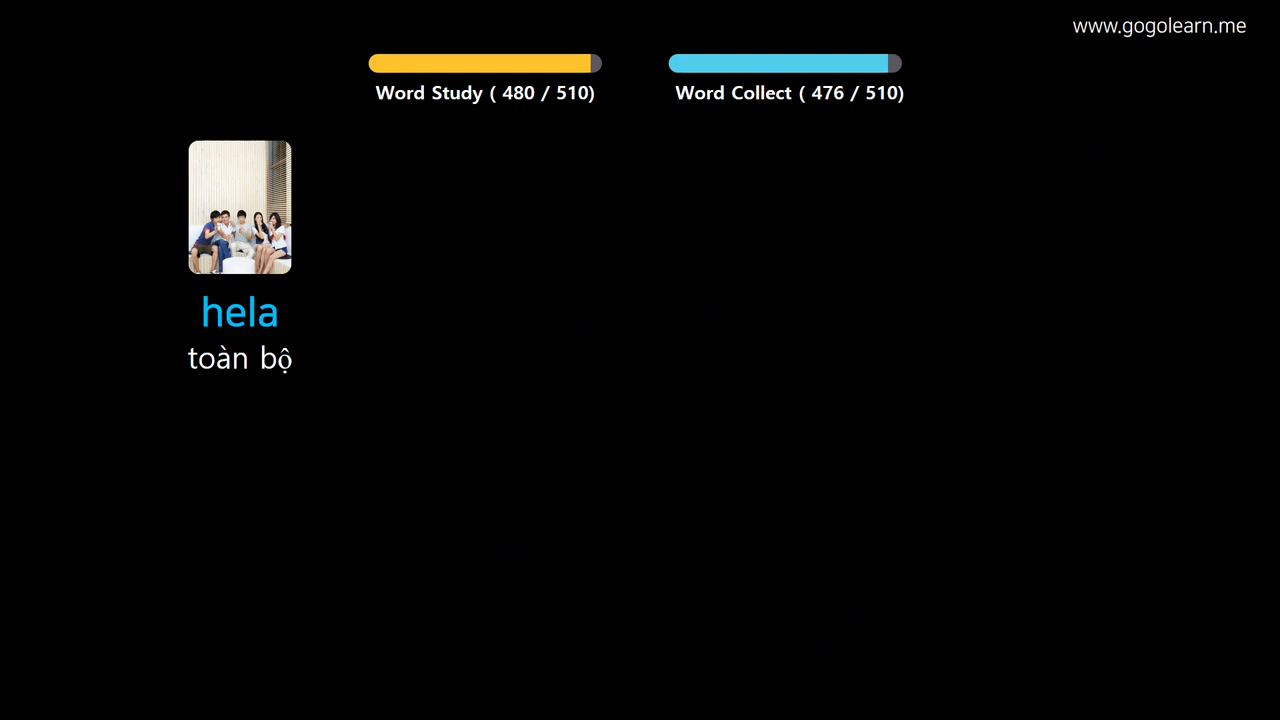 www.gogolearn.me
Word Study ( 480 / 510)
Word Collect ( 476 / 510)
hela
toàn bộ